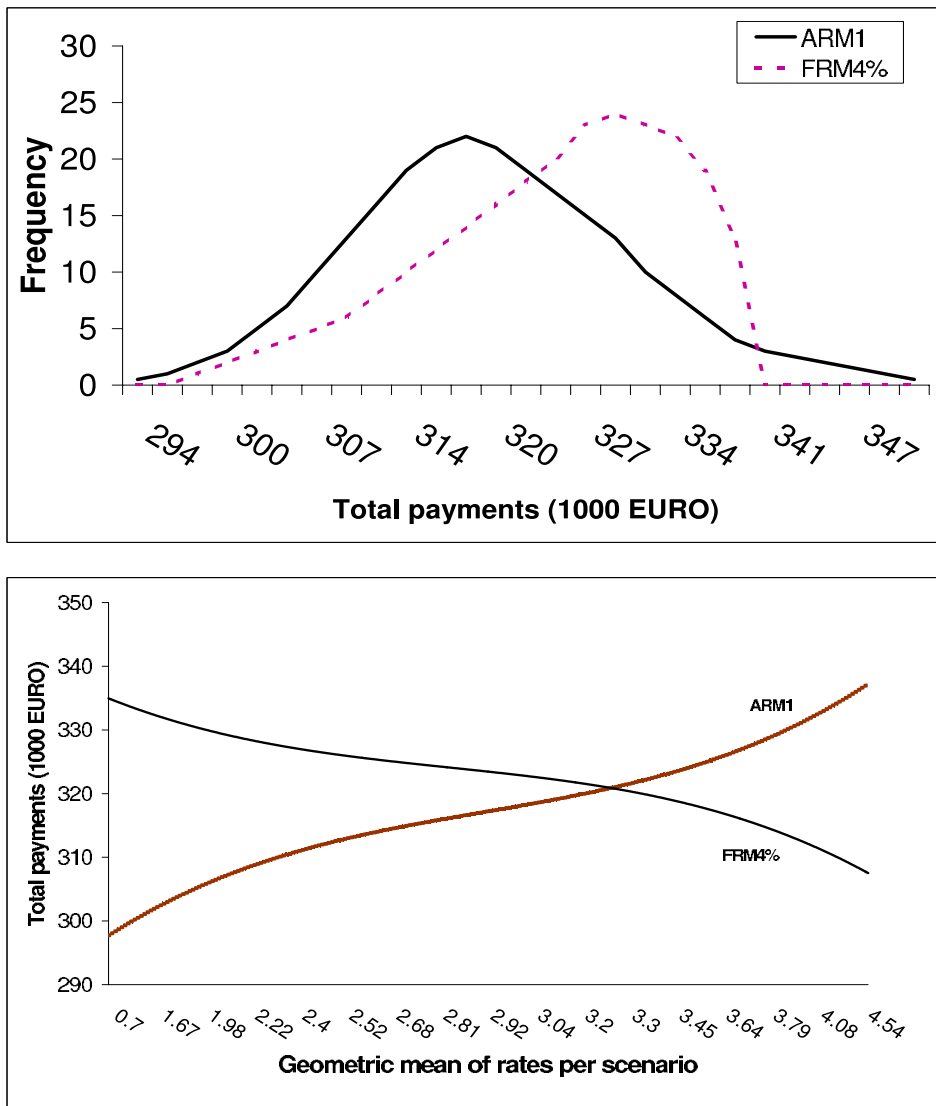 30
25
20
15
10
5
0
Frequency
ARM1
FRM4%
294 300 307 314 320 327 334 341 347
Total payments (1000 EURO)
350
340
330
320
310
300
290
Total payments (1000 EURO)
ARM1
FRM4%
0.7 1.67 1.98 2.22 2.4 2.52 2.68 2.81 2.92 3.04 3.2 3.3 3.45 3.64 3.79 4.08 4.54
Geometric mean of rates per scenario